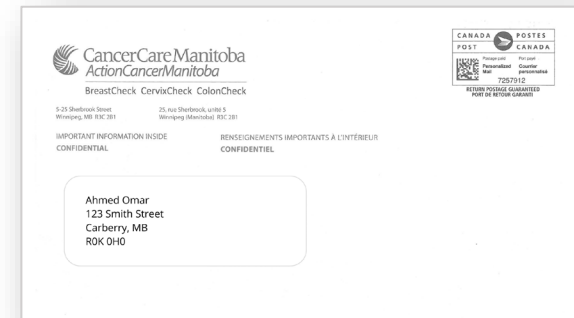 CancerCare Manitoba
ActionCancerManitoba
BreastCheck CervixCheck ColonCheck
5-25 Sherbrook Street
Winnipeg, MB R3C 2B1
25, rue Sherbrook, unité 5
Winnipeg (Manitoba) R3C 2B1
IMPORTANT INFORMATION INSIDE
CONFIDENTIAL
RENSEIGNEMENTS IMPORTANTS À L'INTÉRIEUR
CONFIDENTIEL
CANADA POSTES
POST CANADA
Postage paid Port payé
Personalized Courrier
Mail personnalisé
7257912
RETURN POSTAGE GUARANTEED
PORT DE RETOUR GARANTI
Ahmed Omar
123 Smith Street
Carberry, MB
R0K 0H0